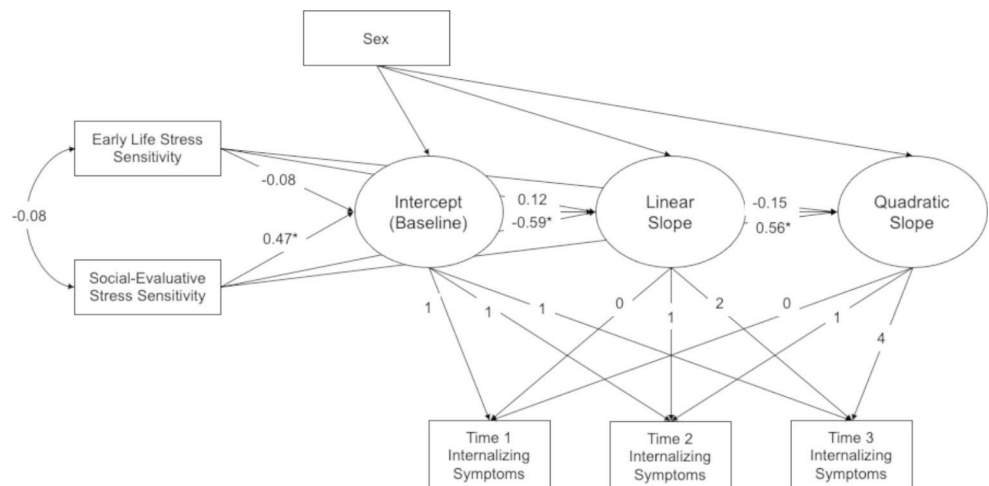 Sex
Early Life Stress
Sensitivity
-0.08
-0.08
0.47*
Social-Evaluative
Stress Sensitivity
Intercept
(Baseline)
0.12
-0.59*
Linear
Slope
-0.15
0.56*
Quadratic
Slope
1
1
1
0
1
2
0
1
4
Time 1
Internalizing
Symptoms
Time 2
Internalizing
Symptoms
Time 3
Internalizing
Symptoms